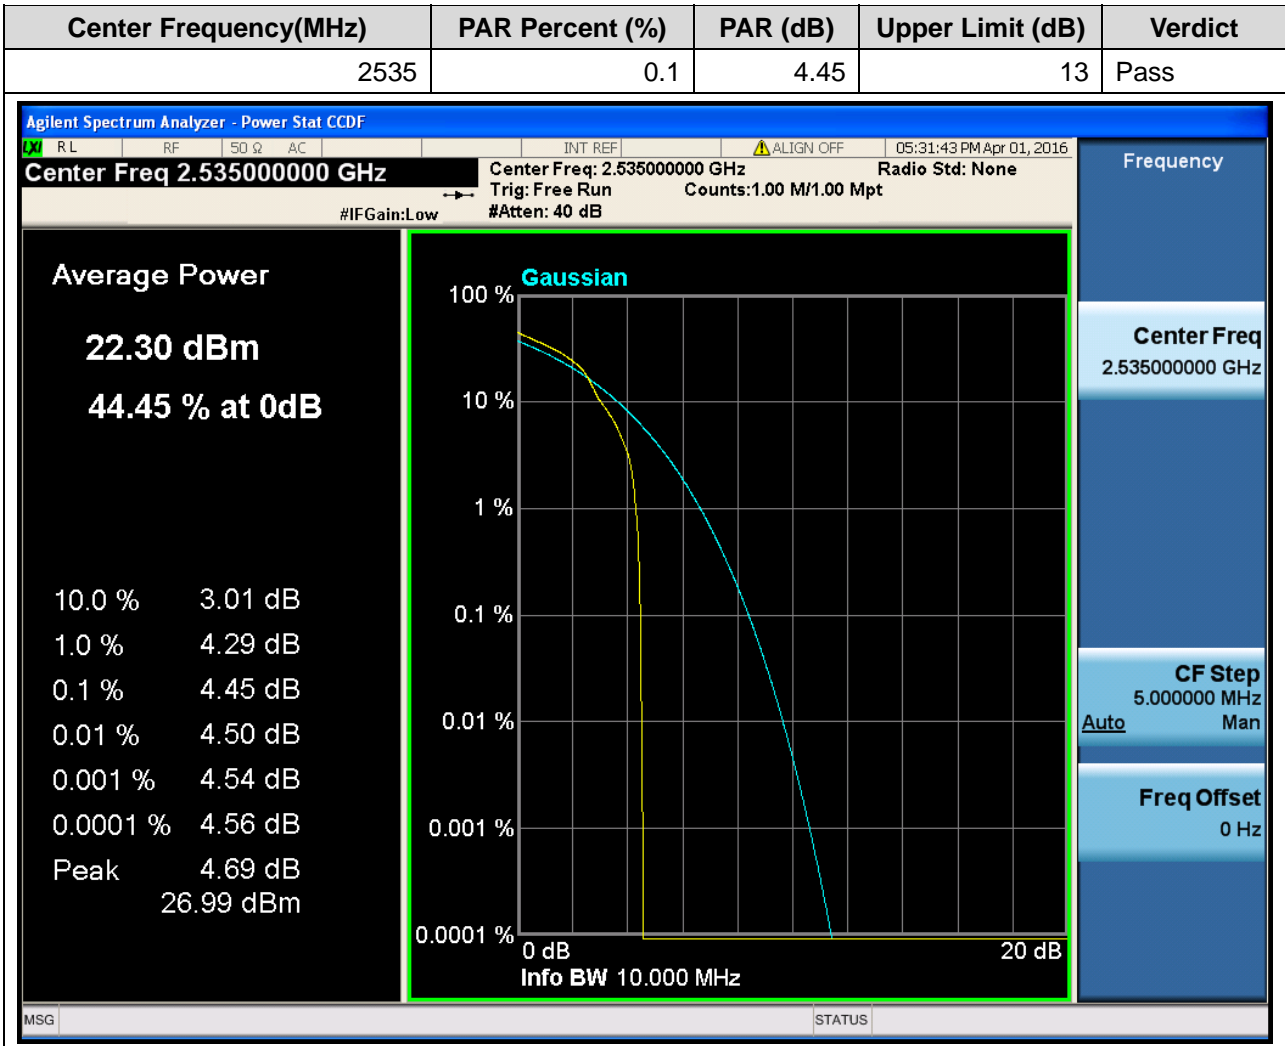 Center Frequency(MHz) PAR Percent (%) PAR (dB) Upper Limit (dB) Verdict
2535 0.1 4.45 13 Pass
Agilent Spectrum Analyzer - Power Stat CCDF
LXI RL RF 50 Ω AC INT REF ALIGN OFF 05:31:43 PM Apr 01, 2016
Center Freq 2.535000000 GHz
Center Freq: 2.535000000 GHz Radio Std: None
Trig: Free Run Counts:1.00 M/1.00 Mpt
#IFGain:Low #Atten: 40 dB
Frequency
Average Power
22.30 dBm
44.45 % at 0dB
10.0 % 3.01 dB
1.0 % 4.29 dB
0.1 % 4.45 dB
0.01 % 4.50 dB
0.001 % 4.54 dB
0.0001 % 4.56 dB
Peak 4.69 dB
26.99 dBm
Gaussian
100 %
10 %
1 %
0.1 %
0.01 %
0.001 %
0.0001 %
0 dB 20 dB
Info BW 10.000 MHz
Center Freq
2.535000000 GHz
CF Step
5.000000 MHz
Auto Man
Freq Offset
0 Hz
MSG STATUS